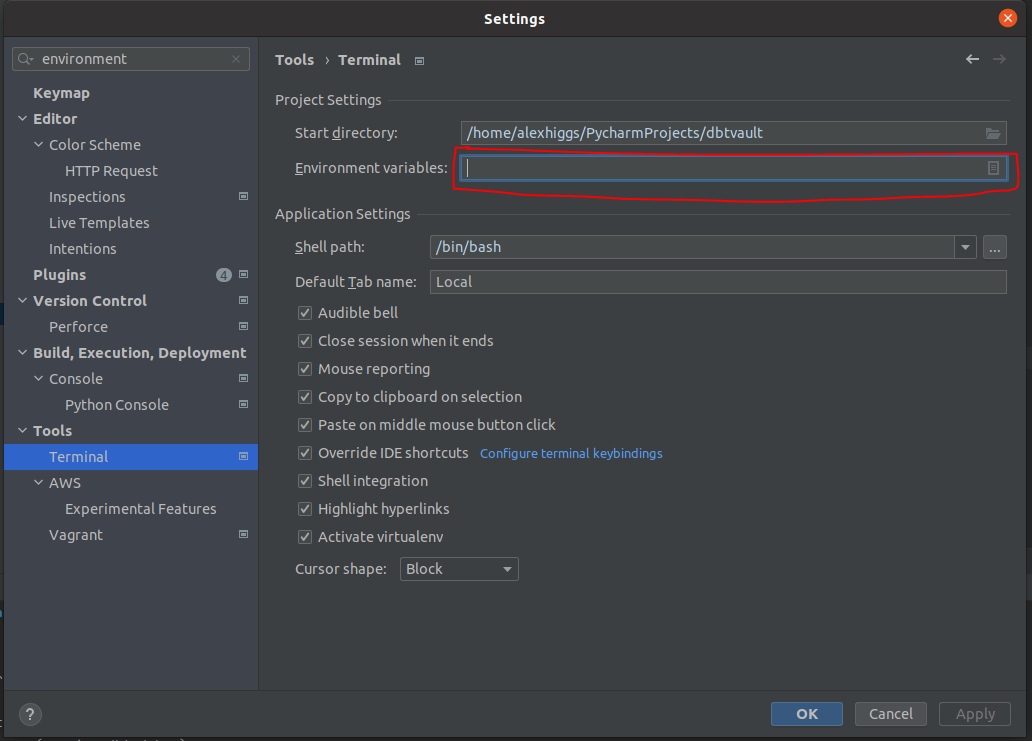 Settings
environment
Keymap
Editor
Color Scheme
HTTP Request
Inspections
Live Templates
Intentions
Plugins 4
Version Control
Perforce
Build, Execution, Deployment
Console
Python Console
Tools
Terminal
AWS
Experimental Features
Vagrant
Tools › Terminal
Project Settings
Start directory: /home/alexhiggs/PycharmProjects/dbtvault
Environment variables:
Application Settings
Shell path: /bin/bash ...
Default Tab name: Local
Audible bell
Close session when it ends
Mouse reporting
Copy to clipboard on selection
Paste on middle mouse button click
Override IDE shortcuts Configure terminal keybindings
Shell integration
Highlight hyperlinks
Activate virtualenv
Cursor shape: Block
? OK Cancel Apply